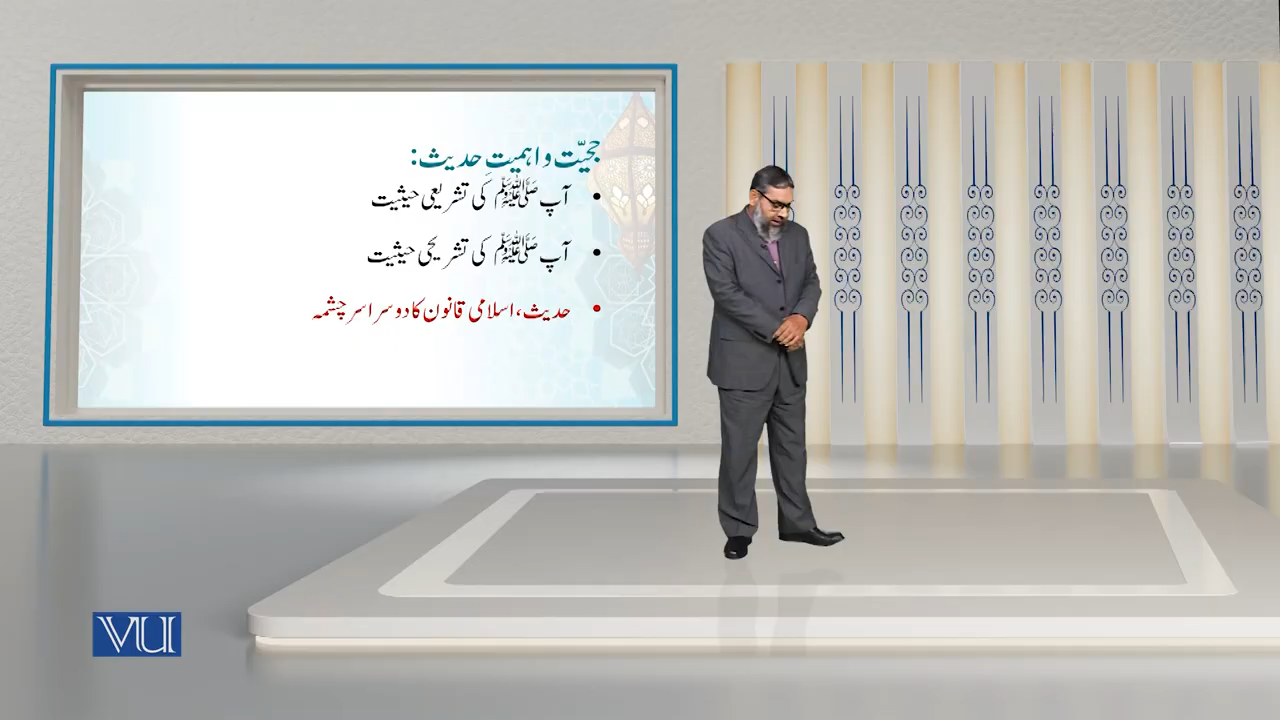 حجیّت و اہمیتِ حدیث:
• آپ ﷺ کی تشریعی حیثیت
• آپ ﷺ کی تشریحی حیثیت
• حدیث، اسلامی قانون کا دوسرا سرچشمہ
VU